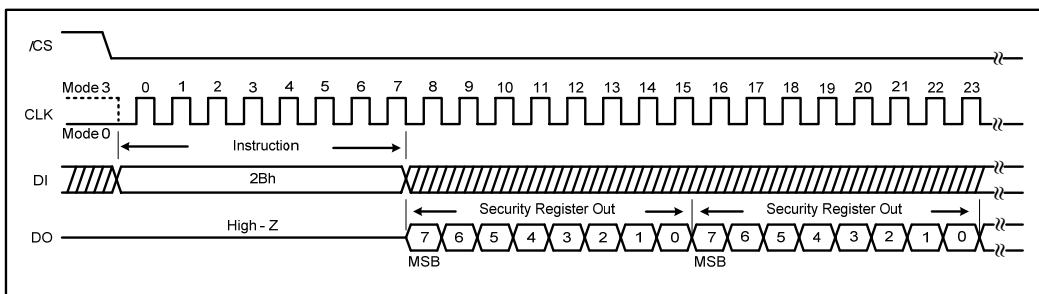 /CS
Mode 3 0 1 2 3 4 5 6 7 8 9 10 11 12 13 14 15 16 17 18 19 20 21 22 23
CLK
Mode 0
Instruction
DI 2Bh
Security Register Out Security Register Out
High - Z
DO 7 6 5 4 3 2 1 0 7 6 5 4 3 2 1 0
MSB MSB